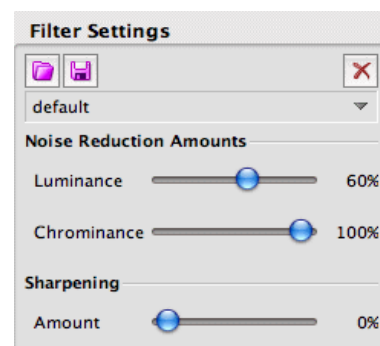 Filter Settings
default
Noise Reduction Amounts
Luminance 60%
Chrominance 100%
Sharpening
Amount 0%